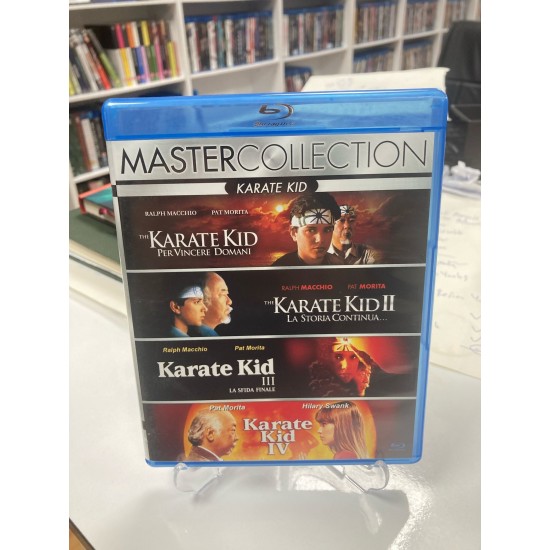 MASTERCOLLECTION
KARATE KID
RALPH MACCHIO PAT MORITA
THE KARATE KID
PER VINCERE DOMANI
RALPH MACCHIO PAT MORITA
THE KARATE KID II
LA STORIA CONTINUA...
Ralph Macchio Pat Morita
Karate Kid
III
LA SFIDA FINALE
Pat Morita Hilary Swank
Karate
Kid
IV